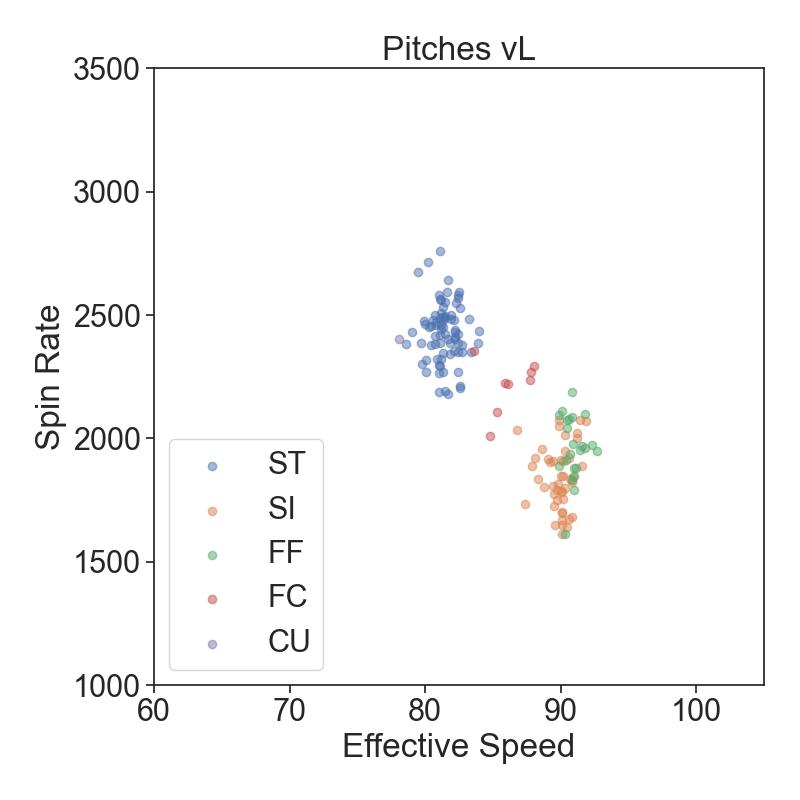 Pitches vL
3500
3000
2500
2000
1500
1000
Spin Rate
ST
SI
FF
FC
CU
60 70 80 90 100
Effective Speed